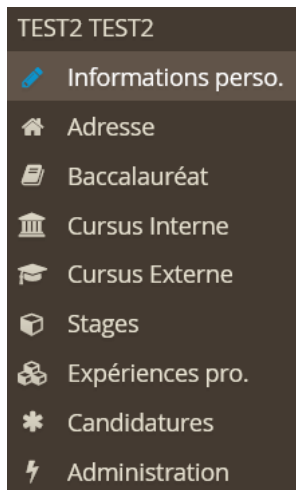 TEST2 TEST2
Informations perso.
Adresse
Baccalauréat
Cursus Interne
Cursus Externe
Stages
Expériences pro.
Candidatures
Administration